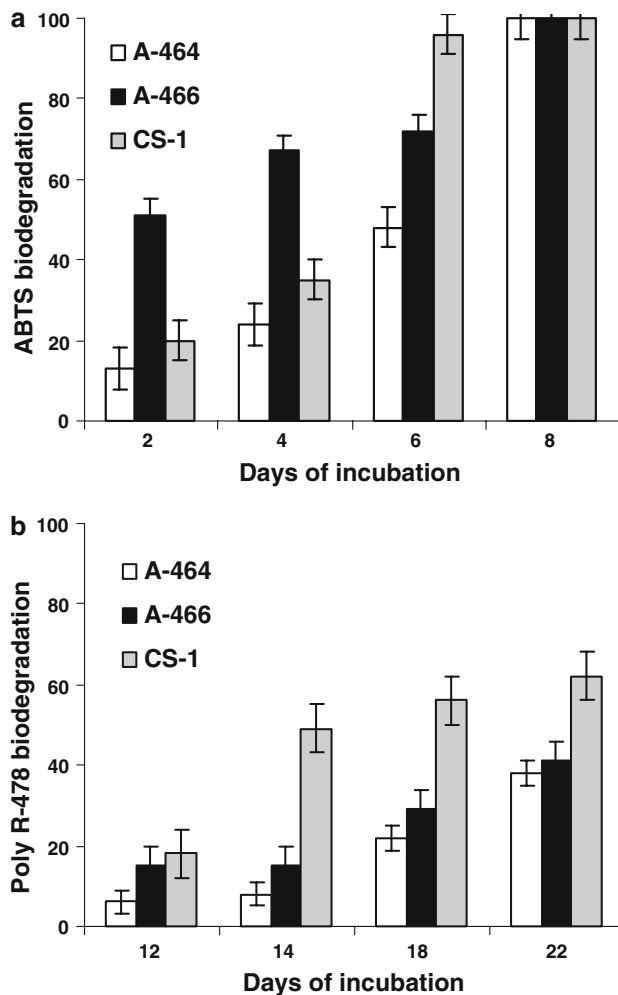 a
100
80
60
40
20
0
ABTS biodegradation
A-464
A-466
CS-1
2 4 6 8
Days of incubation
b
100
80
60
40
20
0
Poly R-478 biodegradation
A-464
A-466
CS-1
12 14 18 22
Days of incubation